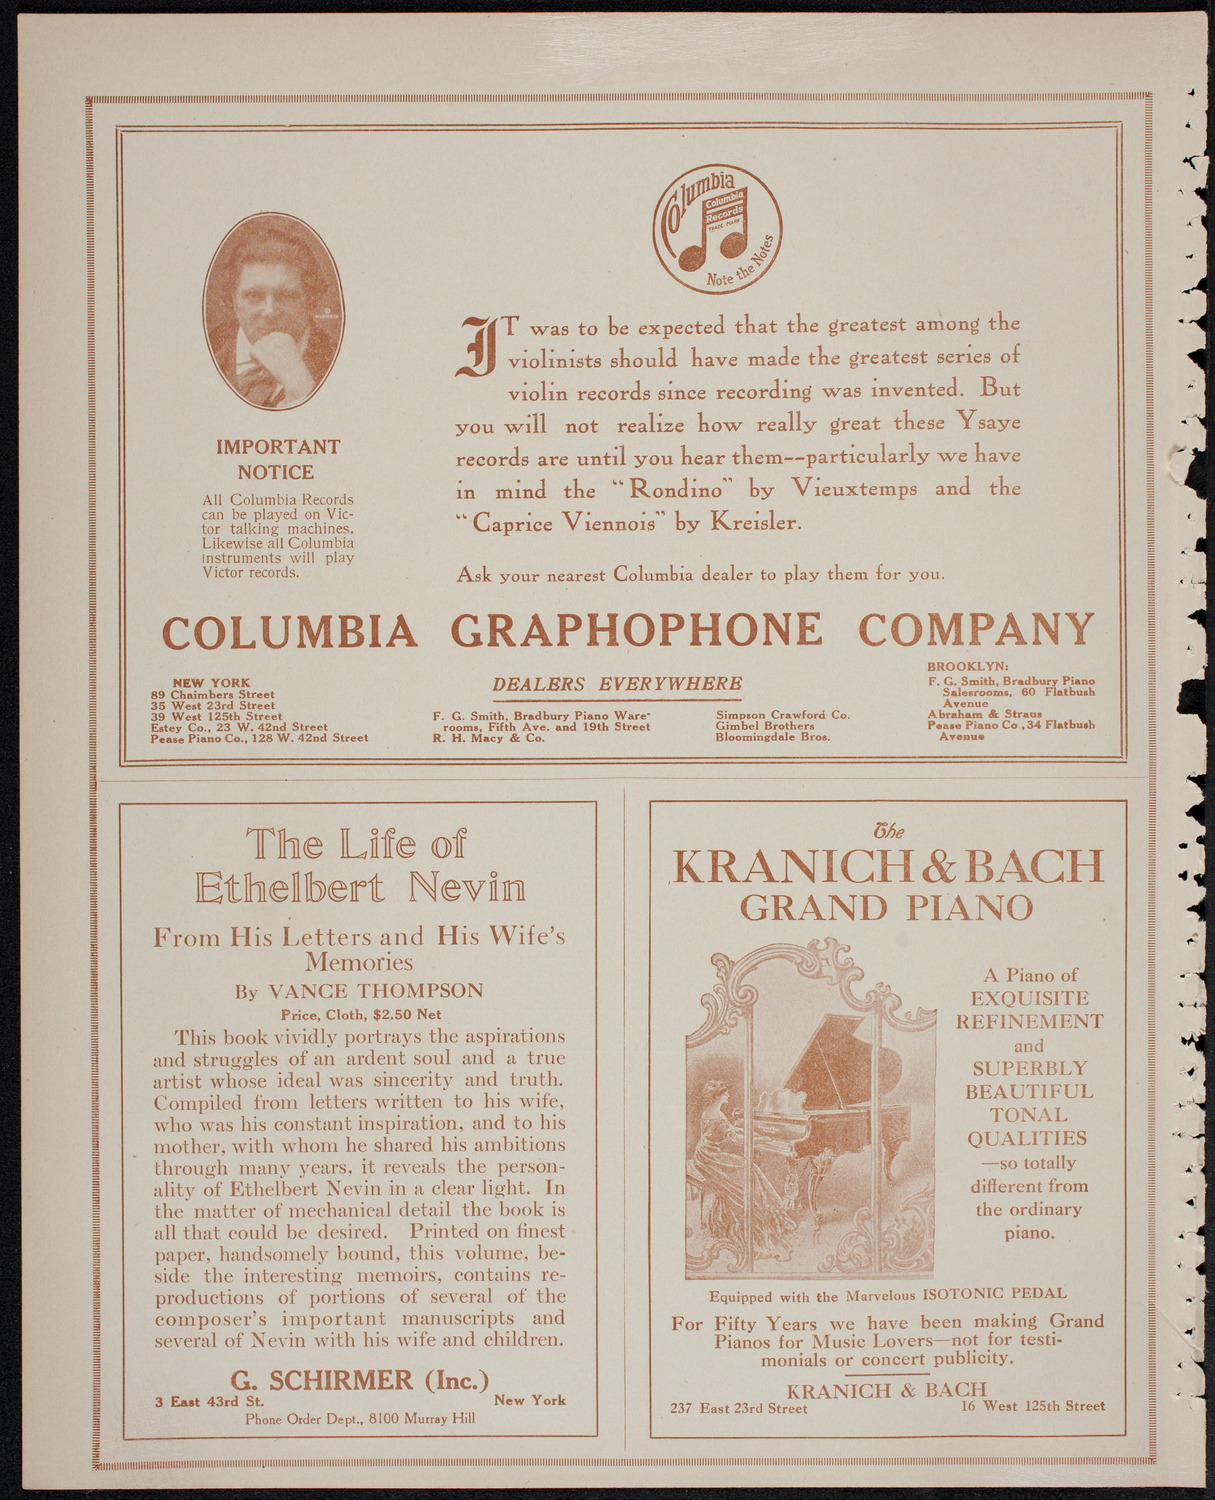 Columbia
Columbia
Records
TRADE MARK
Note the Notes
IT was to be expected that the greatest among the
violinists should have made the greatest series of
violin records since recording was invented. But
you will not realize how really great these Ysaye
records are until you hear them--particularly we have
in mind the "Rondino" by Vieuxtemps and the
"Caprice Viennois" by Kreisler.
Ask your nearest Columbia dealer to play them for you.
IMPORTANT
NOTICE
All Columbia Records
can be played on Vic-
tor talking machines.
Likewise all Columbia
instruments will play
Victor records.
COLUMBIA GRAPHOPHONE COMPANY
NEW YORK
89 Chaimbers Street
35 West 23rd Street
39 West 125th Street
Estey Co., 23 W. 42nd Street
Pease Piano Co., 128 W. 42nd Street
DEALERS EVERYWHERE
F. G. Smith, Bradbury Piano Ware-
rooms, Fifth Ave. and 19th Street
R. H. Macy & Co.
Simpson Crawford Co.
Gimbel Brothers
Bloomingdale Bros.
BROOKLYN:
F. G. Smith, Bradbury Piano
Salesrooms, 60 Flatbush
Avenue
Abraham & Straus
Pease Piano Co., 34 Flatbush
Avenue
The Life of
Ethelbert Nevin
From His Letters and His Wife's
Memories
By VANCE THOMPSON
Price, Cloth, $2.50 Net
This book vividly portrays the aspirations
and struggles of an ardent soul and a true
artist whose ideal was sincerity and truth.
Compiled from letters written to his wife,
who was his constant inspiration, and to his
mother, with whom he shared his ambitions
through many years, it reveals the person-
ality of Ethelbert Nevin in a clear light. In
the matter of mechanical detail the book is
all that could be desired. Printed on finest
paper, handsomely bound, this volume, be-
side the interesting memoirs, contains re-
productions of portions of several of the
composer's important manuscripts and
several of Nevin with his wife and children.
G. SCHIRMER (Inc.)
3 East 43rd St. New York
Phone Order Dept., 8100 Murray Hill
The
KRANICH & BACH
GRAND PIANO
A Piano of
EXQUISITE
REFINEMENT
and
SUPERBLY
BEAUTIFUL
TONAL
QUALITIES
—so totally
different from
the ordinary
piano.
Equipped with the Marvelous ISOTONIC PEDAL
For Fifty Years we have been making Grand
Pianos for Music Lovers—not for testi-
monials or concert publicity.
KRANICH & BACH
237 East 23rd Street 16 West 125th Street